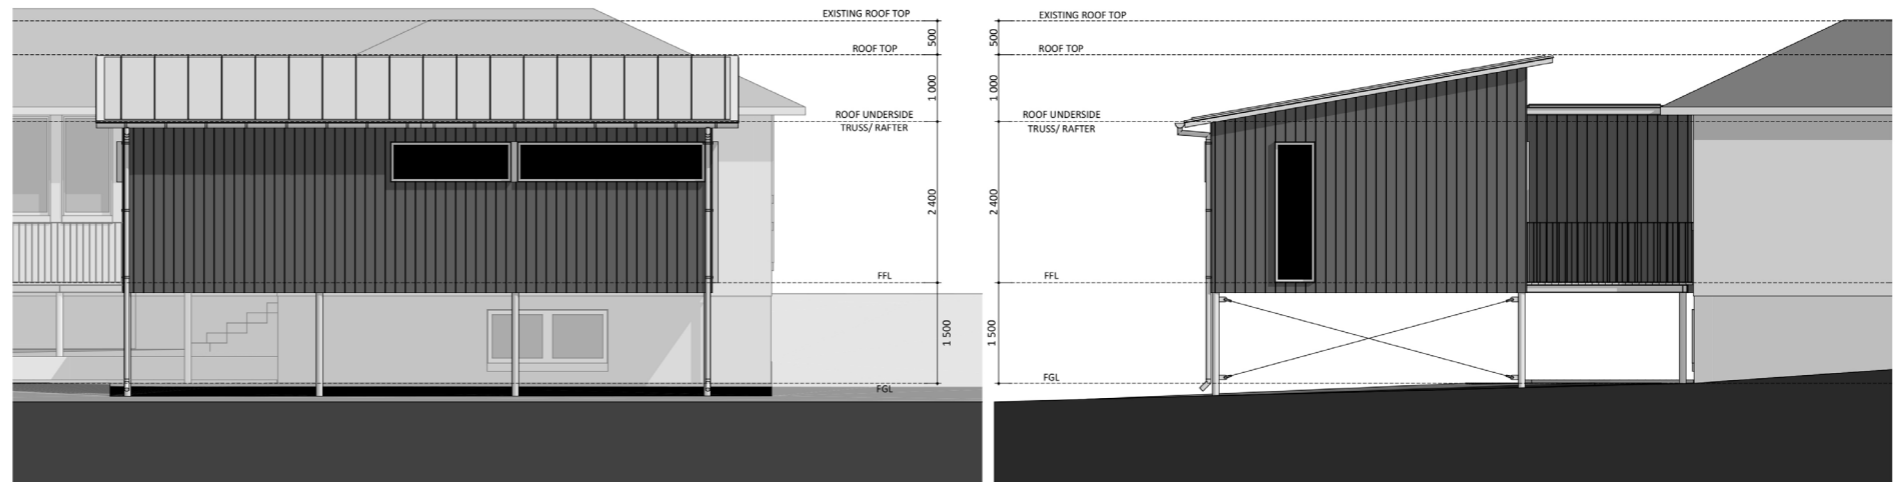 EXISTING ROOF TOP
500
ROOF TOP
1 000
ROOF UNDERSIDE
TRUSS/ RAFTER
2 400
FFL
1 500
FGL
EXISTING ROOF TOP
500
ROOF TOP
1 000
ROOF UNDERSIDE
TRUSS/ RAFTER
2 400
FFL
1 500
FGL